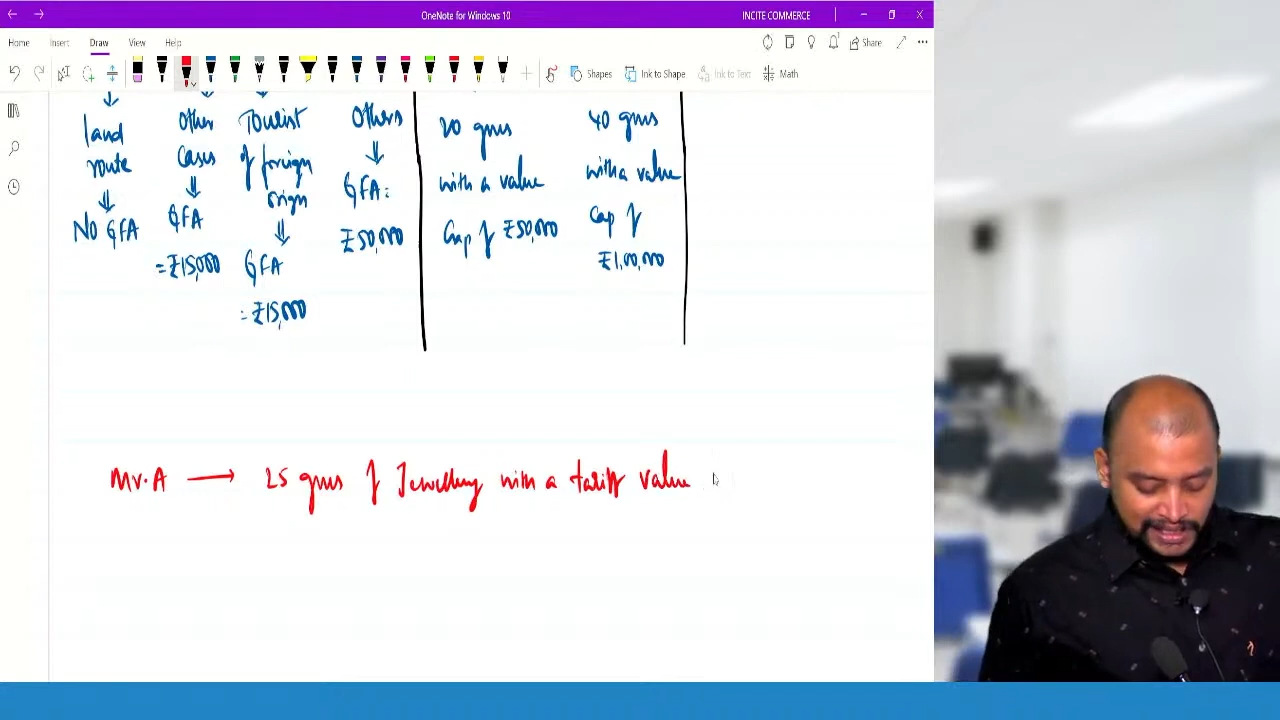 OneNote for Windows 10
INCITE COMMERCE
Home Insert Draw View Help
Share
Shapes
Ink to Shape
Ink to Text
Math
land
route
No GFA
Other
Cases
GFA
= ₹15,000
Tourist
of foreign
origin
GFA
= ₹15,000
Others
GFA:
₹50,000
20 gms
with a value
Cap of ₹50,000
40 gms
with a value
Cap of
₹1,00,000
Mr. A → 25 gms of Jewellery with a tariff value